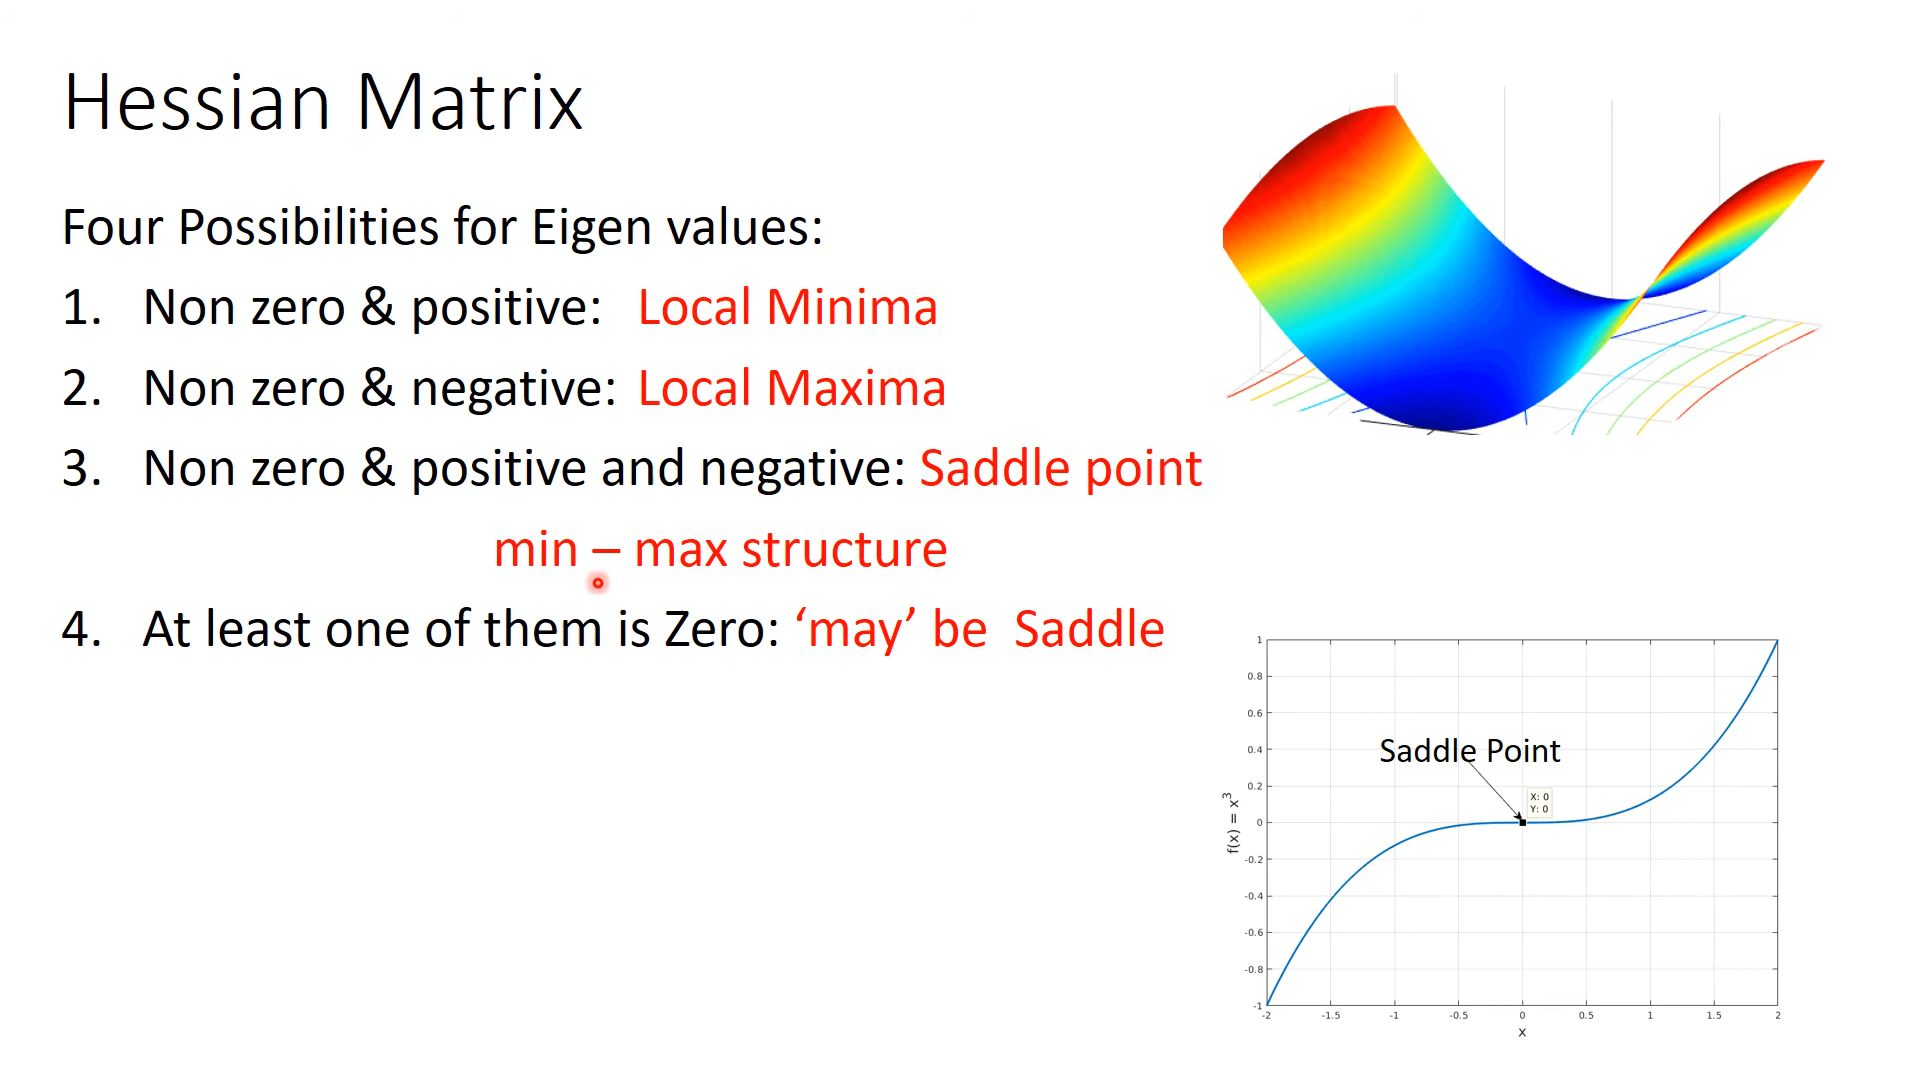 Hessian Matrix
Four Possibilities for Eigen values:
1. Non zero & positive: Local Minima
2. Non zero & negative: Local Maxima
3. Non zero & positive and negative: Saddle point
min – max structure
4. At least one of them is Zero: ‘may’ be Saddle
1
0.8
0.6
0.4
0.2
0
-0.2
-0.4
-0.6
-0.8
-1
f(x) = x³
Saddle Point
X: 0
Y: 0
-2 -1.5 -1 -0.5 0 0.5 1 1.5 2
x